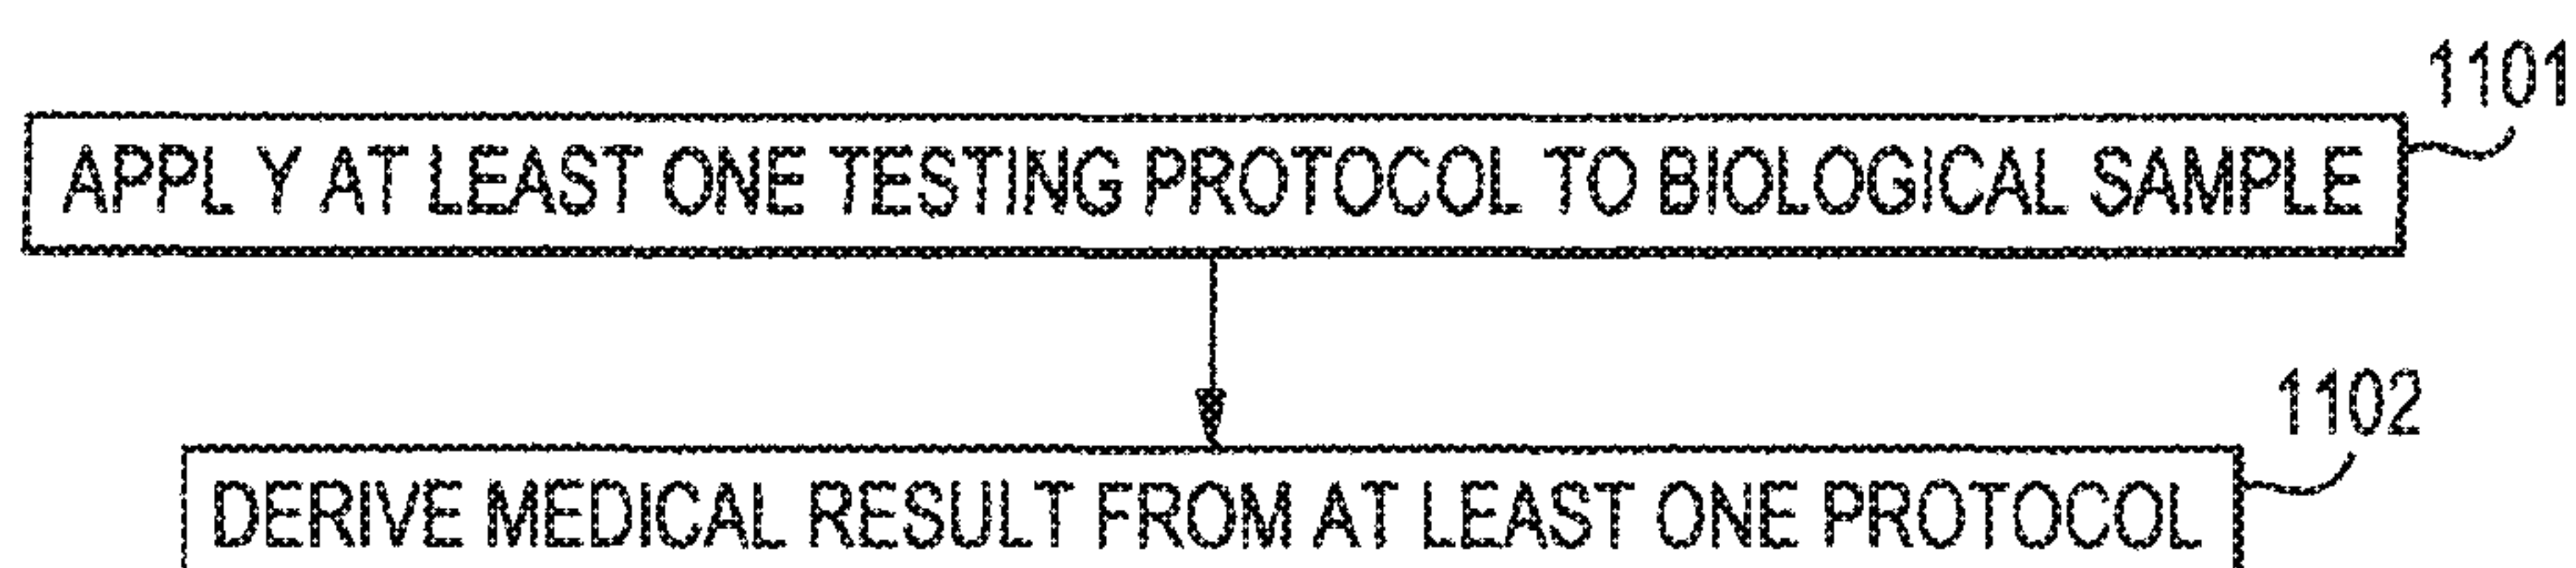 1101
APPL Y AT LEAST ONE TESTING PROTOCOL TO BIOLOGICAL SAMPLE
1102
DERIVE MEDICAL RESULT FROM AT LEAST ONE PROTOCOL